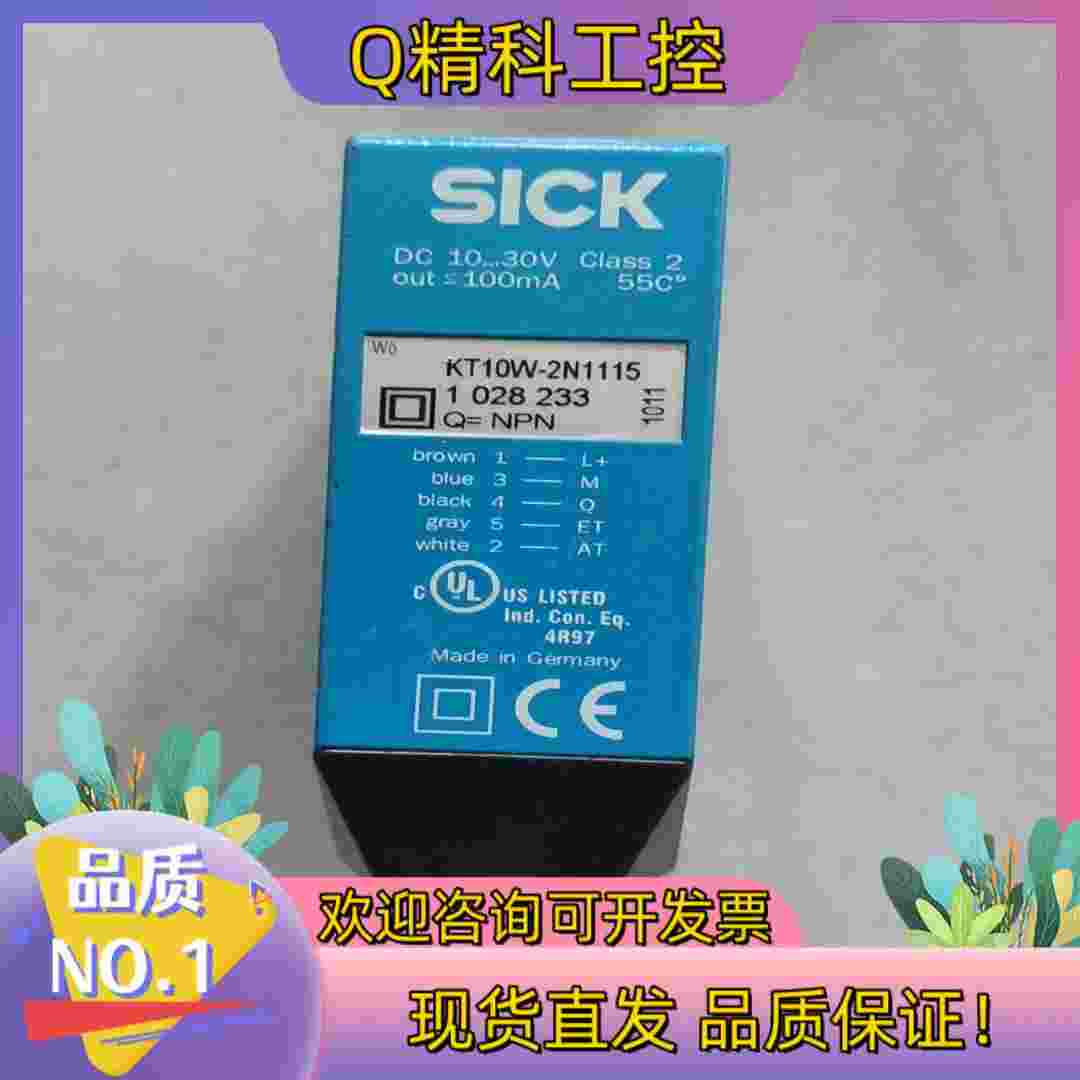 Q精科工控
SICK
DC 10...30V Class 2
out ≤ 100mA 55C°
Wö
KT10W-2N1115
1 028 233
Q= NPN
1011
brown 1 — L+
blue 3 — M
black 4 — Q
gray 5 — ET
white 2 — AT
C UL US LISTED
Ind. Con. Eq.
4R97
Made in Germany
CE
品质
NO.1
欢迎咨询可开发票
现货直发 品质保证!